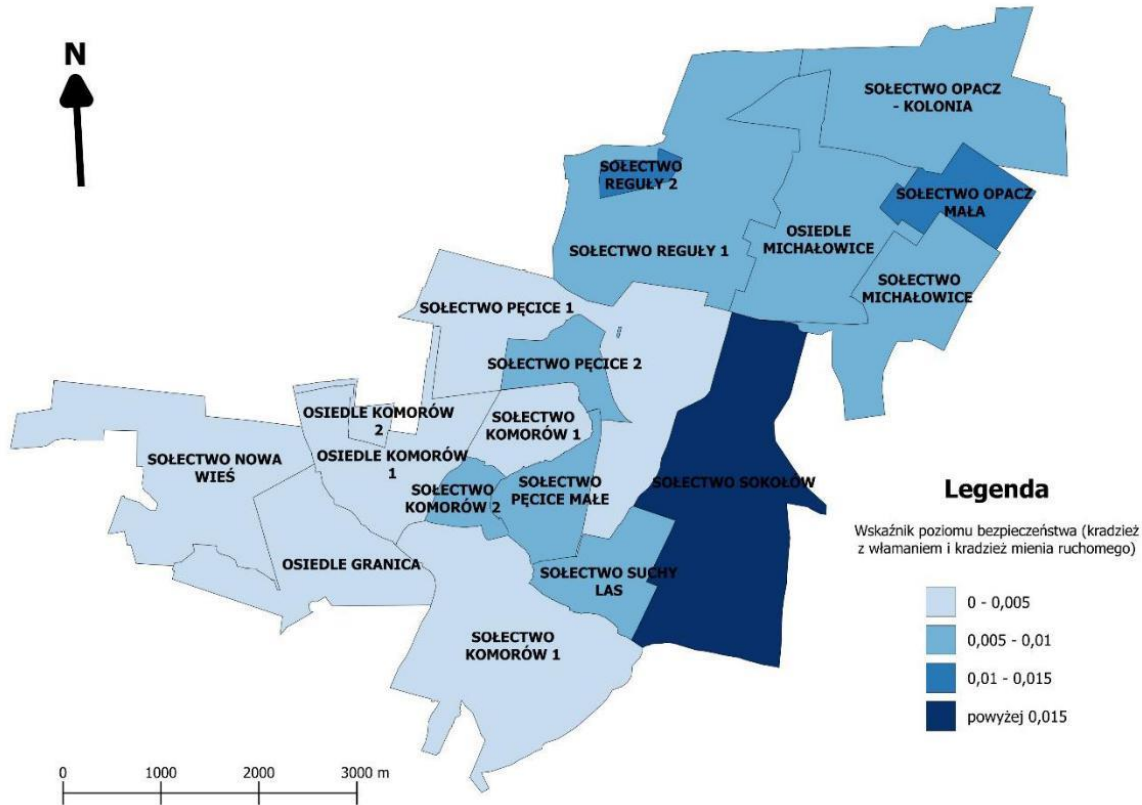 N
SOŁECTWO OPACZ
- KOLONIA
SOŁECTWO
REGUŁY 2
SOŁECTWO OPACZ
MAŁA
OSIEDLE
MICHAŁOWICE
SOŁECTWO REGUŁY 1
SOŁECTWO
MICHAŁOWICE
SOŁECTWO PĘCICE 1
SOŁECTWO PĘCICE 2
OSIEDLE KOMORÓW
2
SOŁECTWO
KOMORÓW 1
SOŁECTWO NOWA
WIEŚ
OSIEDLE KOMORÓW
1
SOŁECTWO
KOMORÓW 2
SOŁECTWO
PĘCICE MAŁE
SOŁECTWO SOKOŁÓW
OSIEDLE GRANICA
SOŁECTWO SUCHY
LAS
SOŁECTWO
KOMORÓW 1
Legenda
Wskaźnik poziomu bezpieczeństwa (kradzież
z włamaniem i kradzież mienia ruchomego)
0 - 0,005
0,005 - 0,01
0,01 - 0,015
powyżej 0,015
0 1000 2000 3000 m